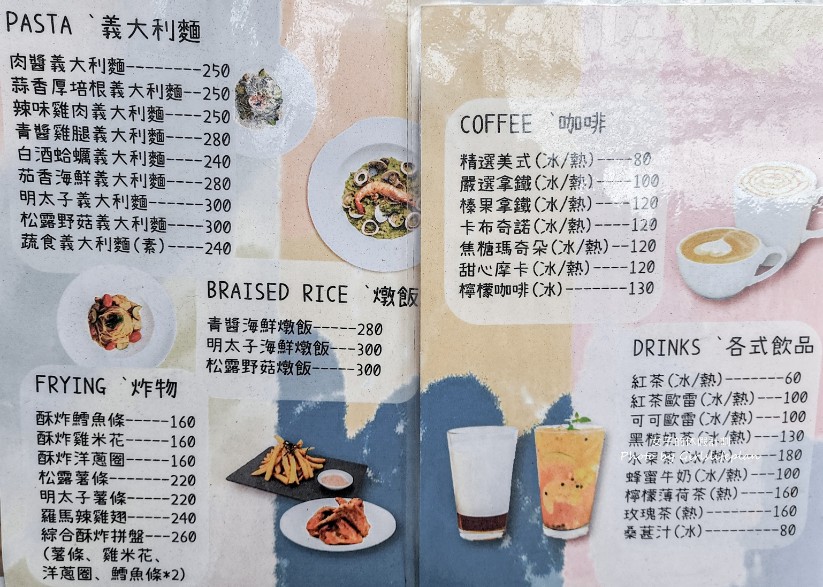 PASTA、義大利麵
肉醬義大利麵--------250
蒜香厚培根義大利麵--250
辣味雞肉義大利麵----250
青醬雞腿義大利麵----280
白酒蛤蠣義大利麵----240
茄香海鮮義大利麵----280
明太子義大利麵------300
松露野菇義大利麵----300
蔬食義大利麵(素)----240
BRAISED RICE、燉飯
青醬海鮮燉飯-----280
明太子海鮮燉飯---300
松露野菇燉飯-----300
FRYING、炸物
酥炸鱈魚條-----160
酥炸雞米花-----160
酥炸洋蔥圈-----160
松露薯條-------220
明太子薯條-----220
羅馬辣雞翅-----240
綜合酥炸拼盤---260
(薯條、雞米花、
洋蔥圈、鱈魚條*2)
COFFEE、咖啡
精選美式(冰/熱)----80
嚴選拿鐵(冰/熱)---100
榛果拿鐵(冰/熱)---120
卡布奇諾(冰/熱)---120
焦糖瑪奇朵(冰/熱)--120
甜心摩卡(冰/熱)----120
檸檬咖啡(冰)-------130
DRINKS、各式飲品
紅茶(冰/熱)-------60
紅茶歐蕾(冰/熱)---100
可可歐蕾(冰/熱)---100
黑糖 130
水果茶 180
蜂蜜牛奶(冰/熱)---100
檸檬薄荷茶(熱)----160
玫瑰茶(熱)--------160
桑葚汁(冰)--------80